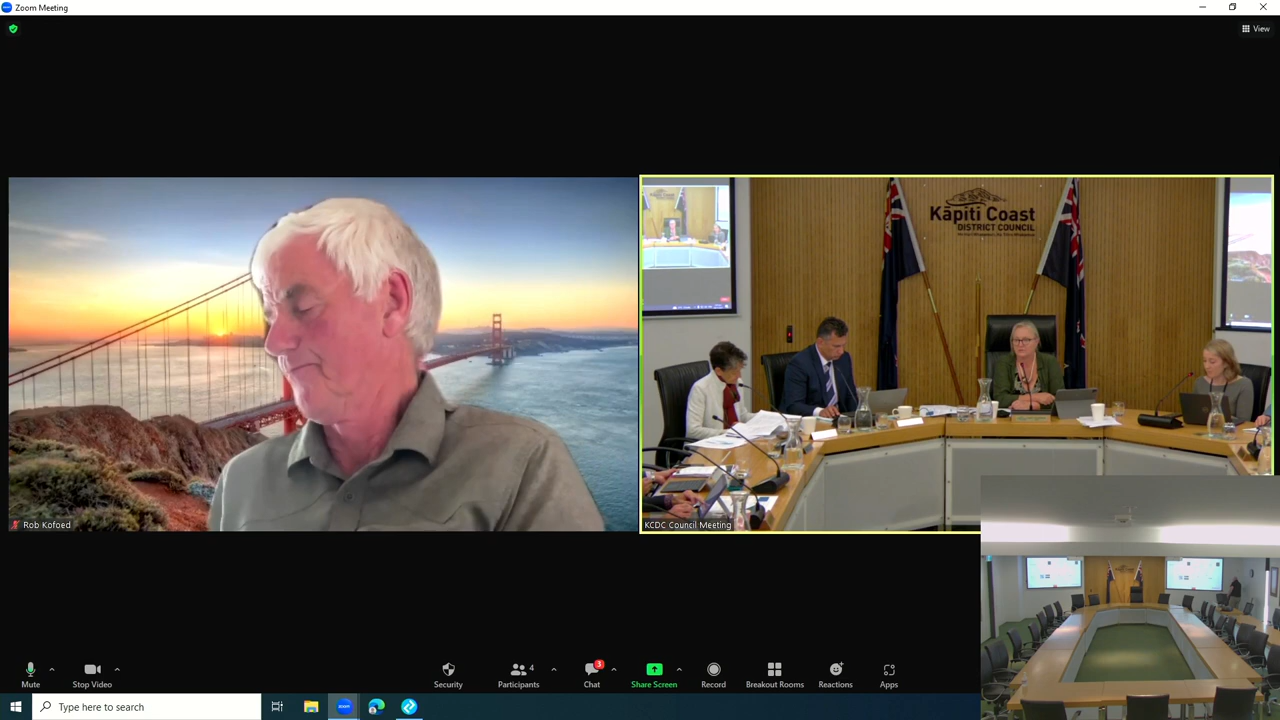 Zoom Meeting
View
Kāpiti Coast
DISTRICT COUNCIL
Rob Kofoed
KCDC Council Meeting
Mute
Stop Video
Security
4
Participants
3
Chat
Share Screen
Record
Breakout Rooms
Reactions
Apps
Type here to search
zoom